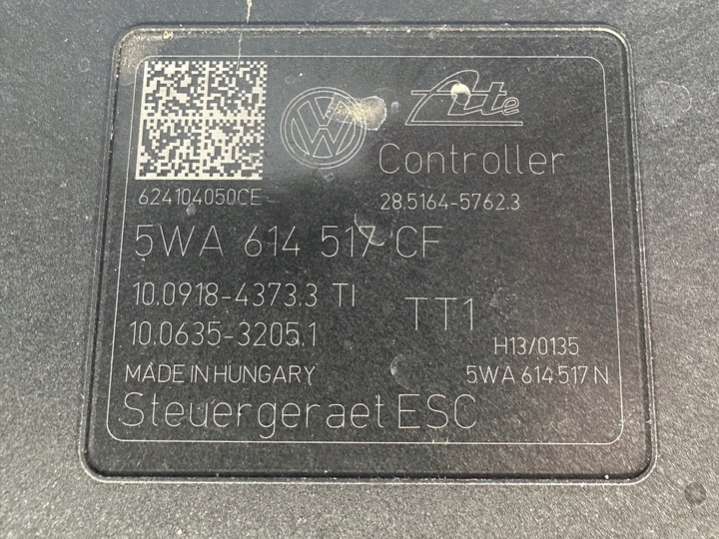 Ate
Controller
624104050CE
28.5164-5762.3
5WA 614 517 CF
10.0918-4373.3 TI
TT1
10.0635-3205.1
H13/0135
MADE IN HUNGARY
5WA 614 517 N
Steuergeraet ESC